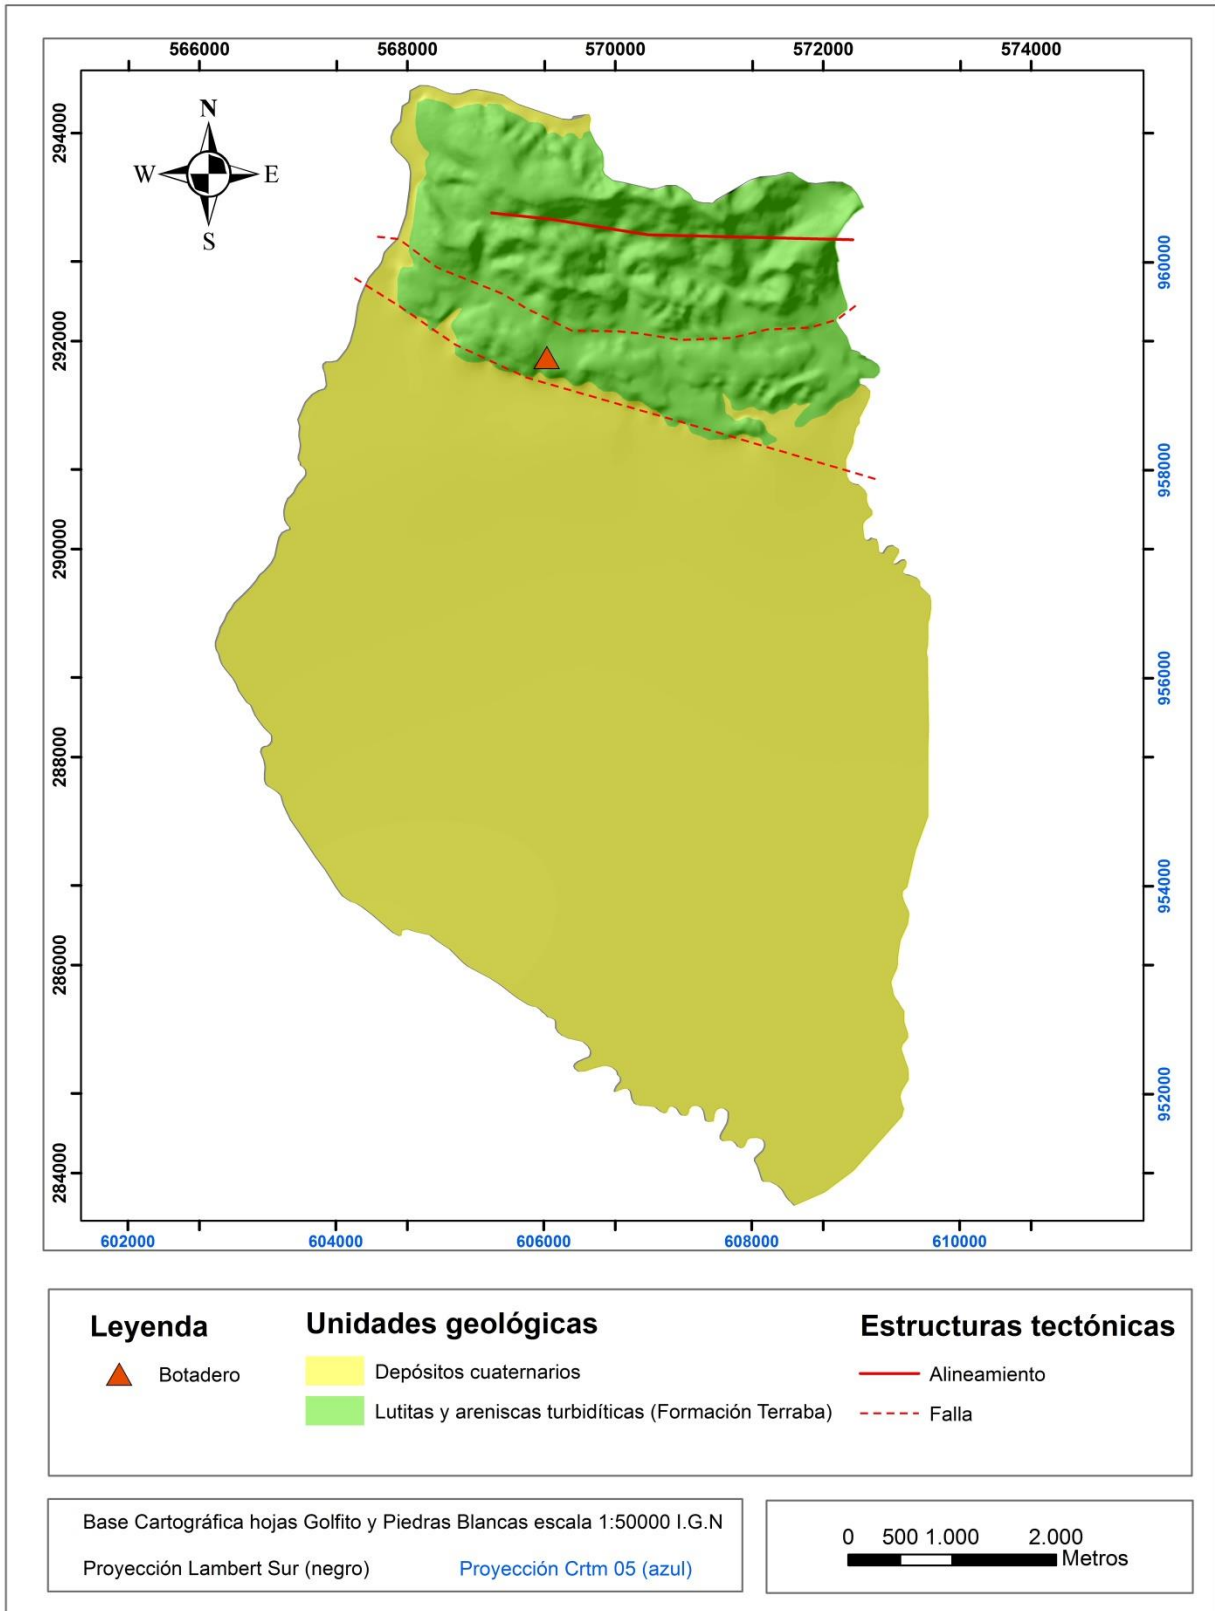 566000 568000 570000 572000 574000
N
W E
S
294000
292000
290000
288000
286000
284000
960000
958000
956000
954000
952000
602000 604000 606000 608000 610000
Leyenda
Botadero
Unidades geológicas
Depósitos cuaternarios
Lutitas y areniscas turbidíticas (Formación Terraba)
Estructuras tectónicas
Alineamiento
Falla
Base Cartográfica hojas Golfito y Piedras Blancas escala 1:50000 I.G.N
Proyección Lambert Sur (negro) Proyección Crtm 05 (azul)
0 500 1.000 2.000
Metros